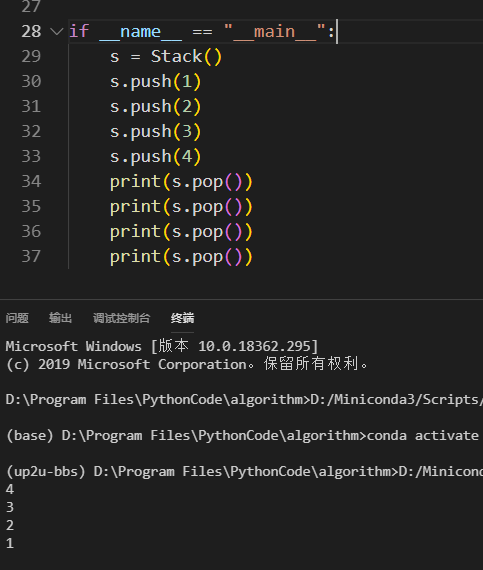 27
28 if __name__ == "__main__":
29 s = Stack()
30 s.push(1)
31 s.push(2)
32 s.push(3)
33 s.push(4)
34 print(s.pop())
35 print(s.pop())
36 print(s.pop())
37 print(s.pop())
问题 输出 调试控制台 终端
Microsoft Windows [版本 10.0.18362.295]
(c) 2019 Microsoft Corporation。保留所有权利。
D:\Program Files\PythonCode\algorithm>D:/Miniconda3/Scripts/
(base) D:\Program Files\PythonCode\algorithm>conda activate
(up2u-bbs) D:\Program Files\PythonCode\algorithm>D:/Minicond
4
3
2
1